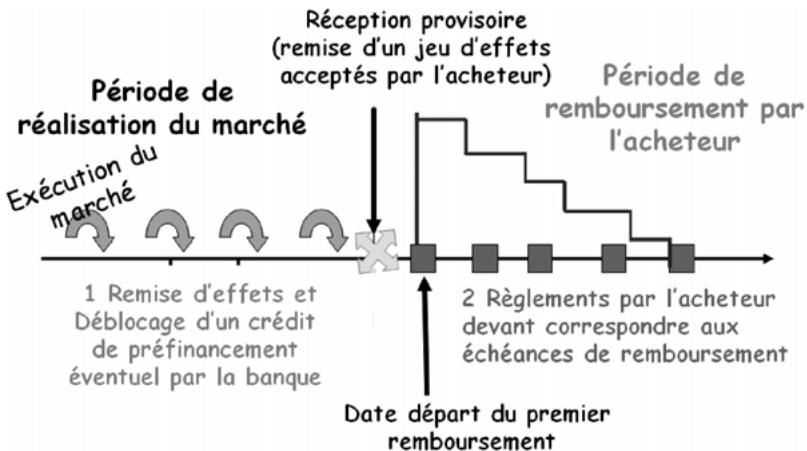 Réception provisoire
(remise d'un jeu d'effets
acceptés par l'acheteur)
Période de
réalisation du marché
Période de
remboursement par
l'acheteur
Exécution du
marché
1 Remise d'effets et
Déblocage d'un crédit
de préfinancement
éventuel par la banque
2 Règlements par l'acheteur
devant correspondre aux
échéances de remboursement
Date départ du premier
remboursement